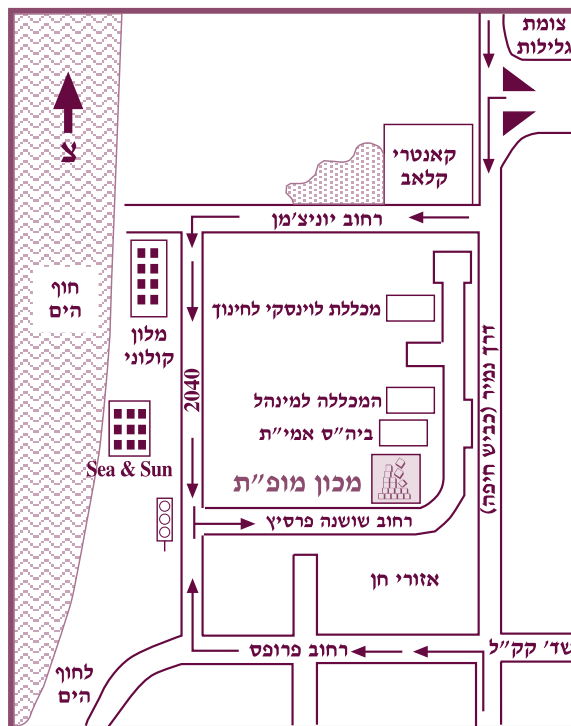 צומת
גלילות
צ
קאנטרי
קלאב
רחוב יוניצ'מן
חוף
הים
מלון
קולוני
מכללת לוינסקי לחינוך
דרך נמיר (כביש חיפה)
2040
המכללה למינהל
ביה"ס אמי"ת
Sea & Sun
מכון מופ"ת
רחוב שושנה פרסיץ
אזורי חן
שד' קק"ל
רחוב פרופס
לחוף
הים